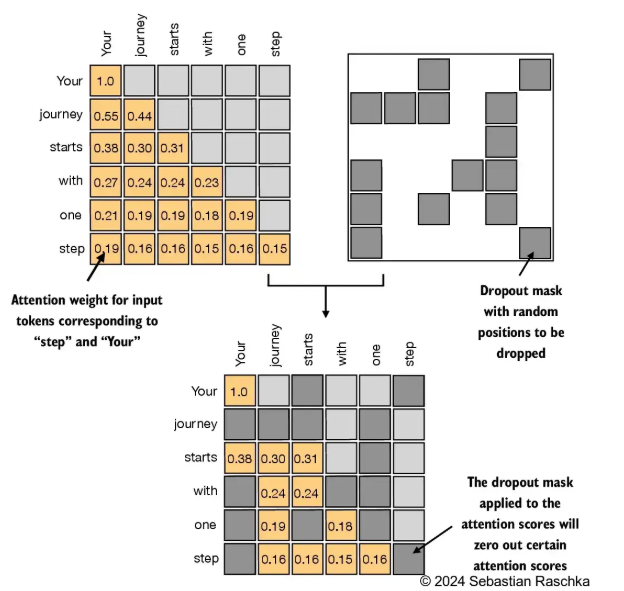 Your journey starts with one step
Your 1.0
journey 0.55 0.44
starts 0.38 0.30 0.31
with 0.27 0.24 0.24 0.23
one 0.21 0.19 0.19 0.18 0.19
step 0.19 0.16 0.16 0.15 0.16 0.15
Attention weight for input
tokens corresponding to
“step” and “Your”
Dropout mask
with random
positions to be
dropped
Your journey starts with one step
Your 1.0
journey
starts 0.38 0.30 0.31
with 0.24 0.24
one 0.19 0.18
step 0.16 0.16 0.15 0.16
The dropout mask
applied to the
attention scores will
zero out certain
attention scores
© 2024 Sebastian Raschka